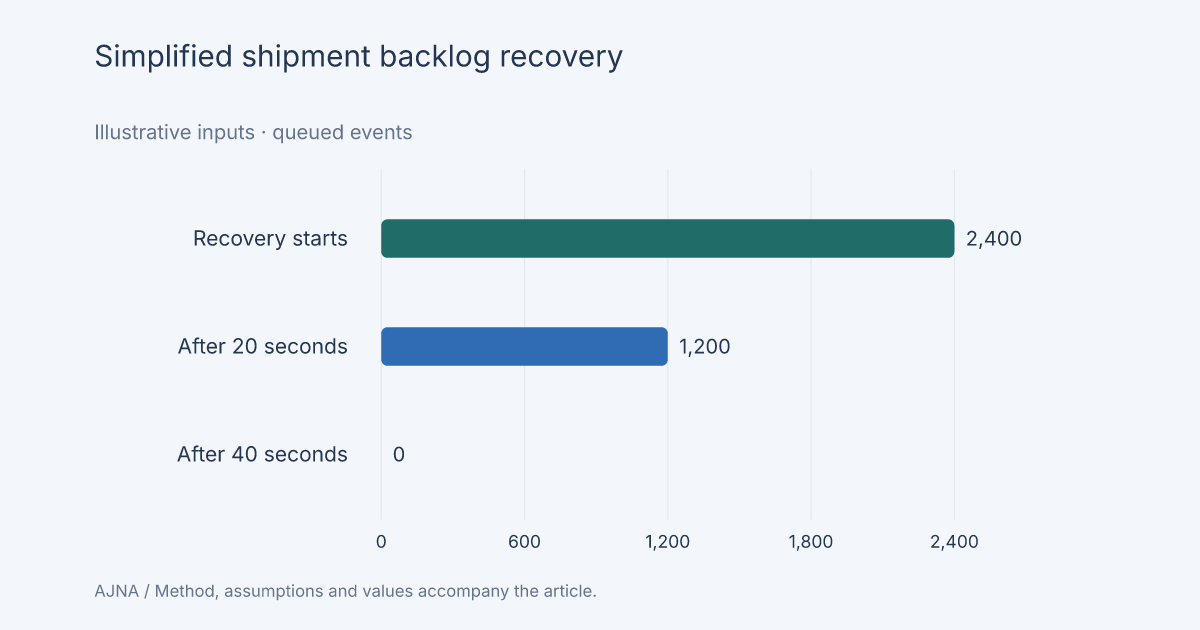 Simplified shipment backlog recovery
Illustrative inputs · queued events
Recovery starts 2,400
After 20 seconds 1,200
After 40 seconds 0
0 600 1,200 1,800 2,400
AJNA / Method, assumptions and values accompany the article.